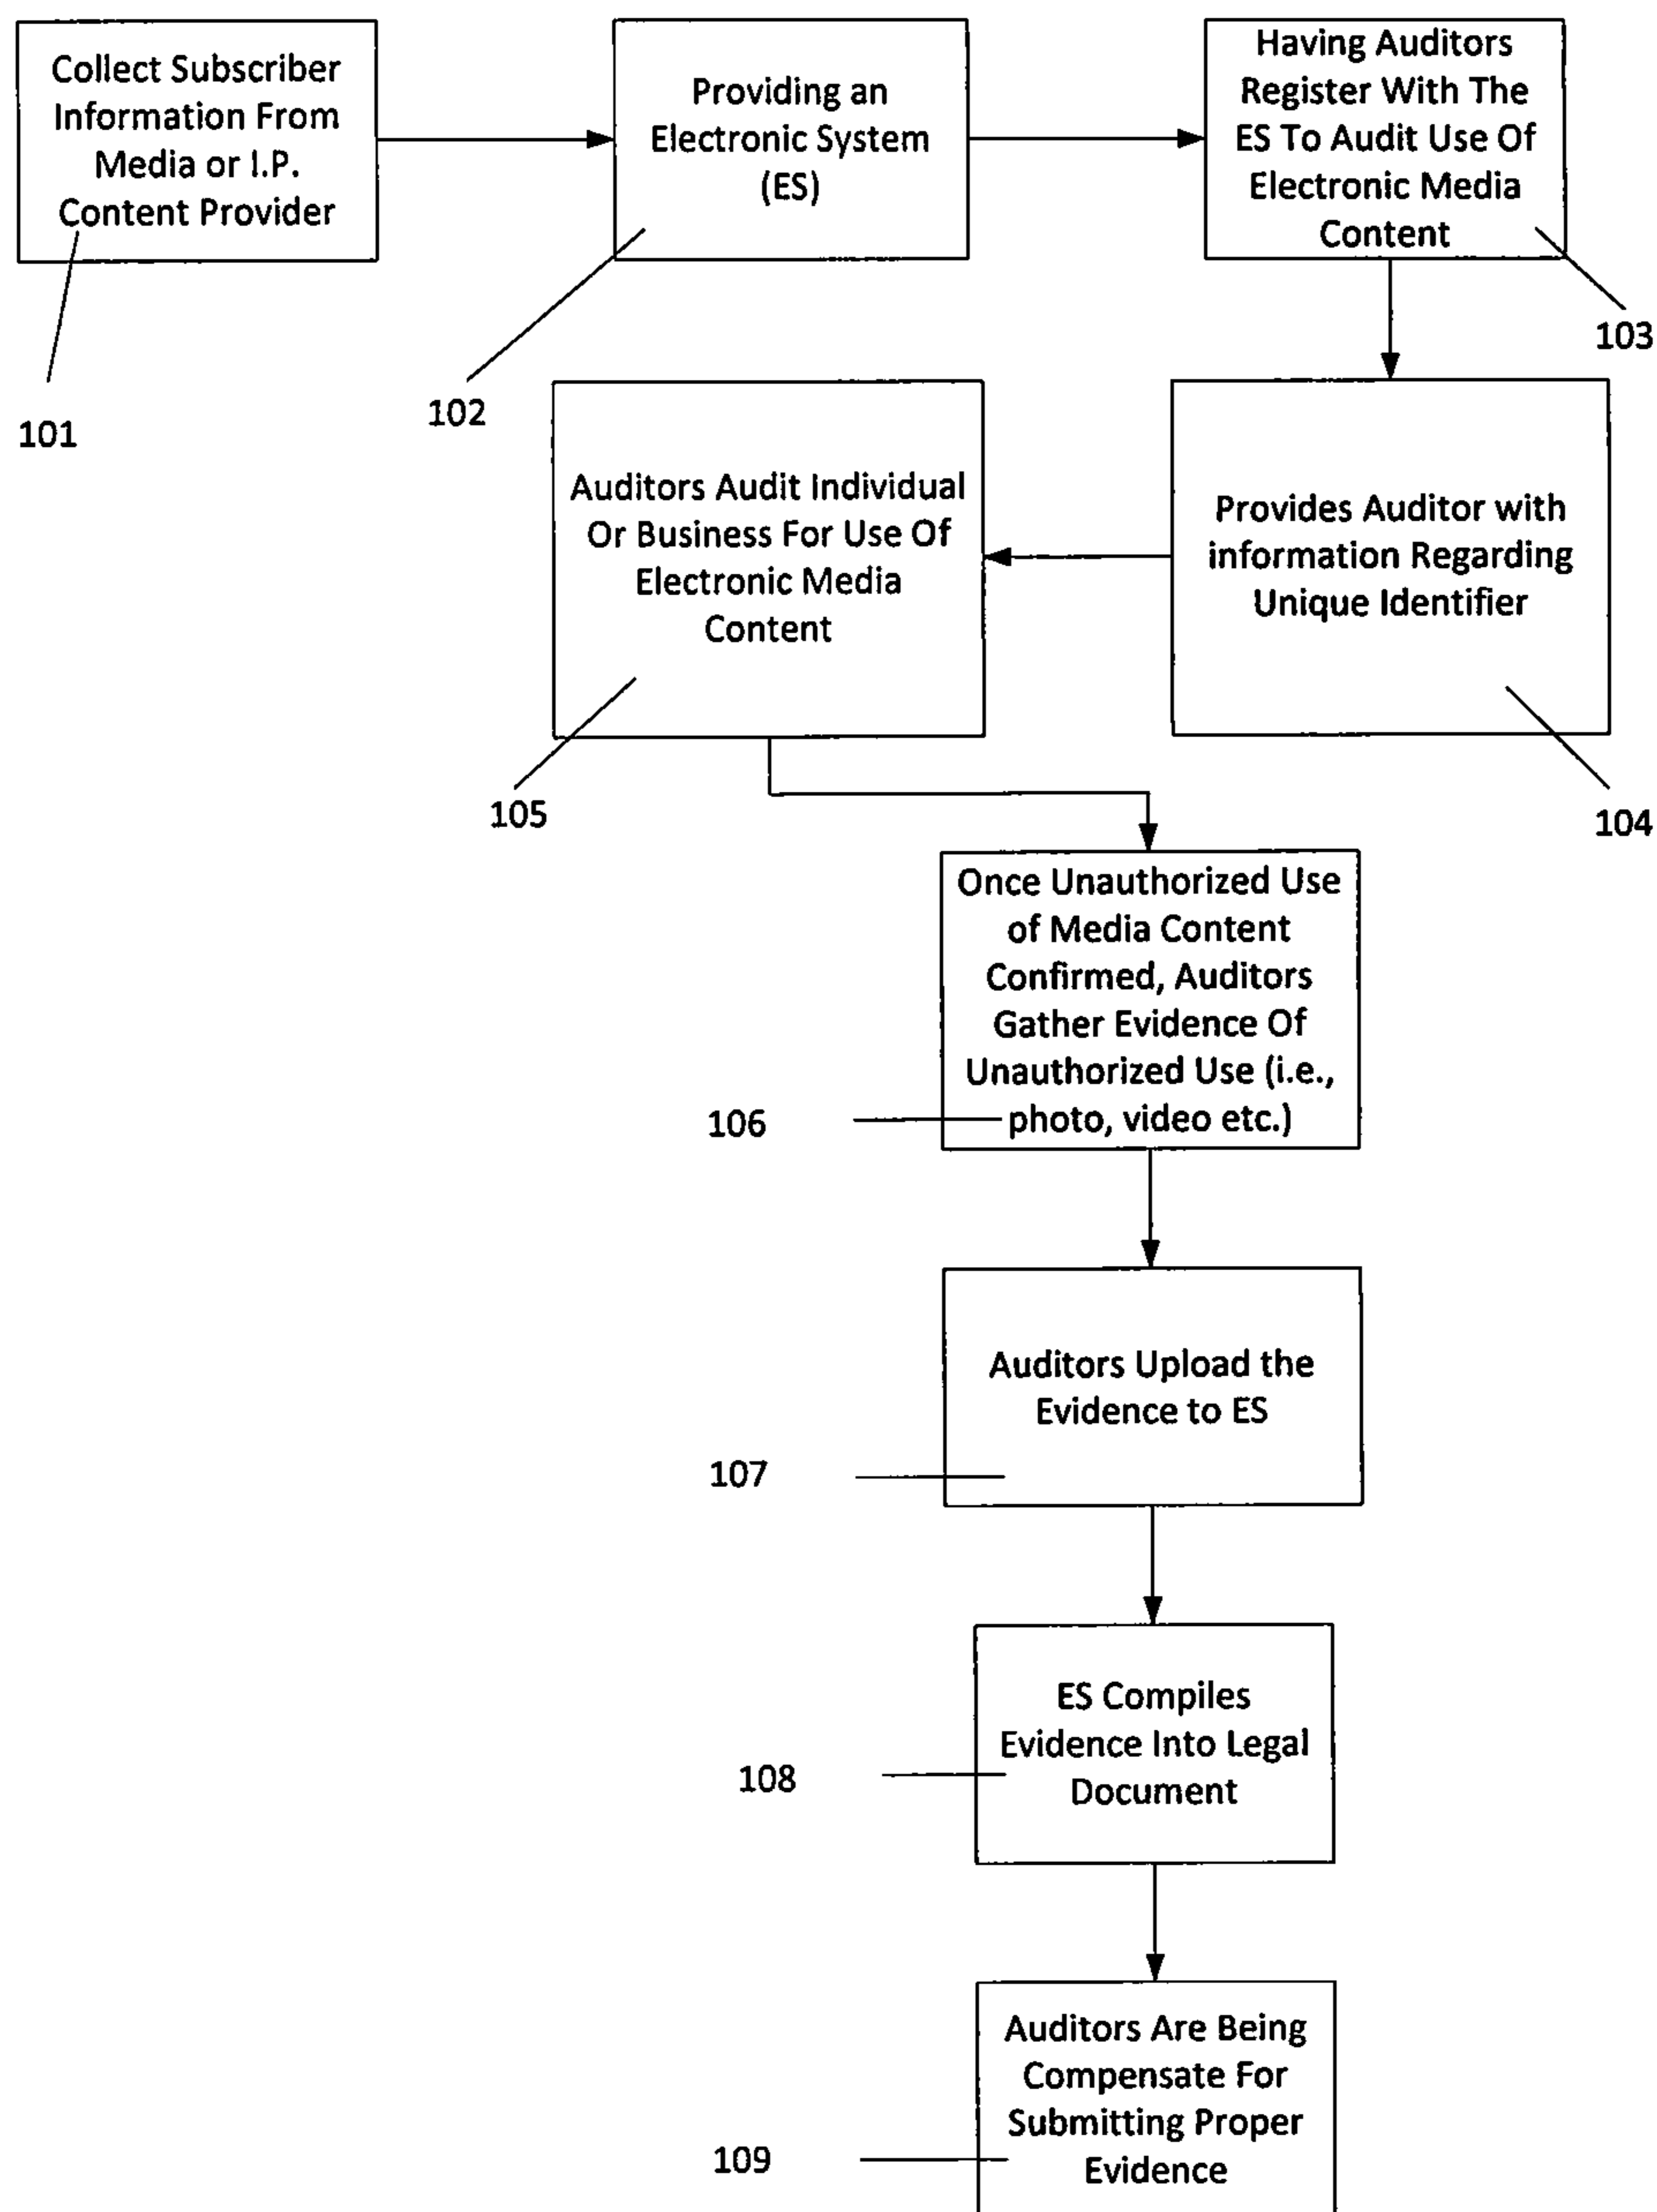 Collect Subscriber
Information From
Media or I.P.
Content Provider
101
Providing an
Electronic System
(ES)
102
Having Auditors
Register With The
ES To Audit Use Of
Electronic Media
Content
103
Provides Auditor with
information Regarding
Unique Identifier
104
Auditors Audit Individual
Or Business For Use Of
Electronic Media
Content
105
Once Unauthorized Use
of Media Content
Confirmed, Auditors
Gather Evidence Of
Unauthorized Use (i.e.,
photo, video etc.)
106
Auditors Upload the
Evidence to ES
107
ES Compiles
Evidence Into Legal
Document
108
Auditors Are Being
Compensate For
Submitting Proper
Evidence
109